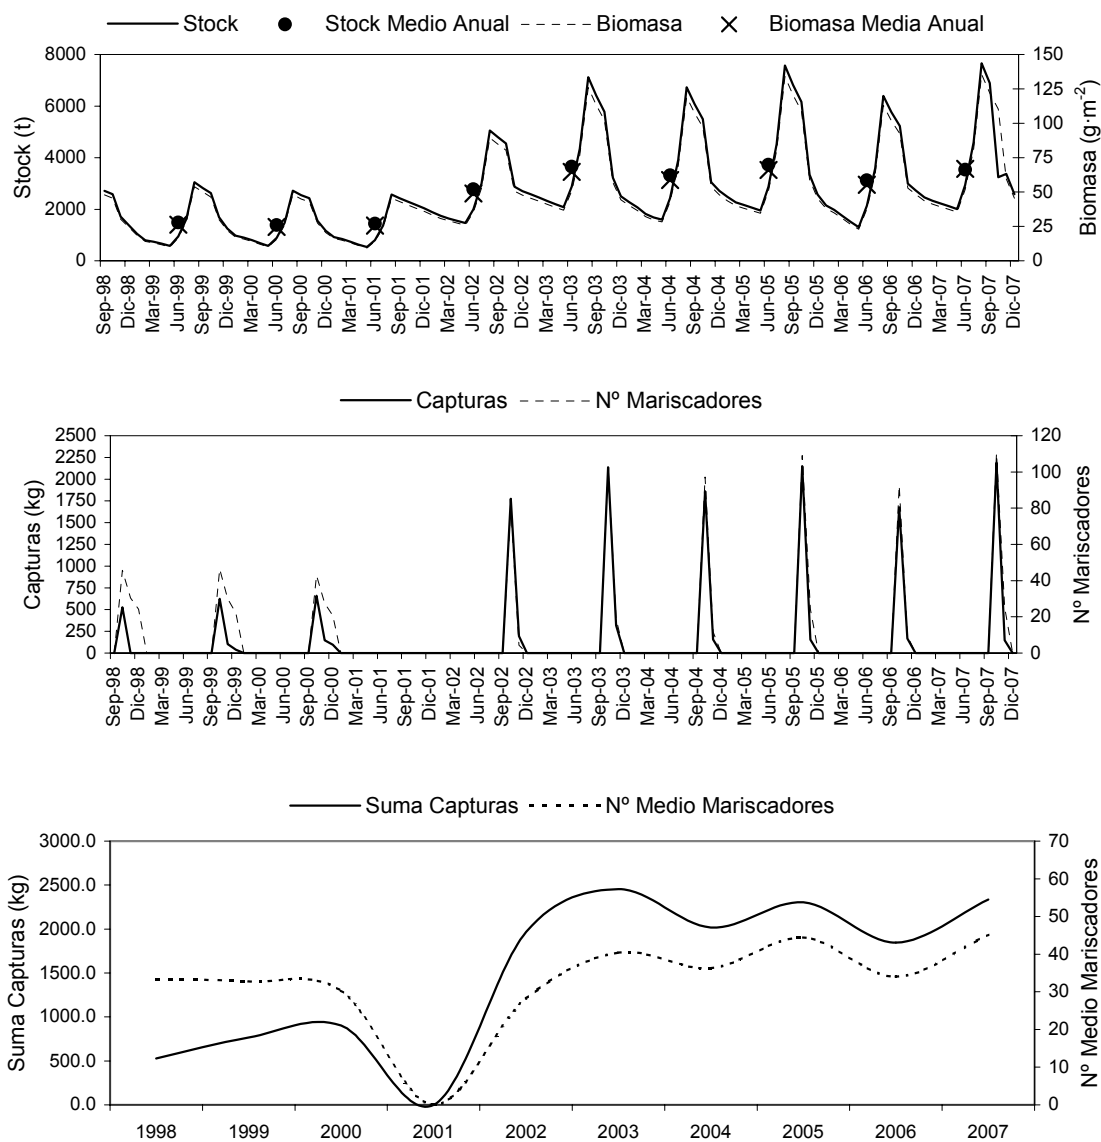 Stock Stock Medio Anual Biomasa Biomasa Media Anual
8000 150
125
6000
100
4000 75
50
2000
25
0 0
Stock (t)
Biomasa (g·m-2)
Sep-98 Dic-98 Mar-99 Jun-99 Sep-99 Dic-99 Mar-00 Jun-00 Sep-00 Dic-00 Mar-01 Jun-01 Sep-01 Dic-01 Mar-02 Jun-02 Sep-02 Dic-02 Mar-03 Jun-03 Sep-03 Dic-03 Mar-04 Jun-04 Sep-04 Dic-04 Mar-05 Jun-05 Sep-05 Dic-05 Mar-06 Jun-06 Sep-06 Dic-06 Mar-07 Jun-07 Sep-07 Dic-07
Capturas Nº Mariscadores
2500 120
2250
2000 100
1750
80
1500
1250 60
1000
40
750
500
20
250
0 0
Capturas (kg)
Nº Mariscadores
Sep-98 Dic-98 Mar-99 Jun-99 Sep-99 Dic-99 Mar-00 Jun-00 Sep-00 Dic-00 Mar-01 Jun-01 Sep-01 Dic-01 Mar-02 Jun-02 Sep-02 Dic-02 Mar-03 Jun-03 Sep-03 Dic-03 Mar-04 Jun-04 Sep-04 Dic-04 Mar-05 Jun-05 Sep-05 Dic-05 Mar-06 Jun-06 Sep-06 Dic-06 Mar-07 Jun-07 Sep-07 Dic-07
Suma Capturas Nº Medio Mariscadores
3000.0 70
2500.0 60
50
2000.0
40
1500.0
30
1000.0
20
500.0
10
0.0 0
Suma Capturas (kg)
Nº Medio Mariscadores
1998 1999 2000 2001 2002 2003 2004 2005 2006 2007